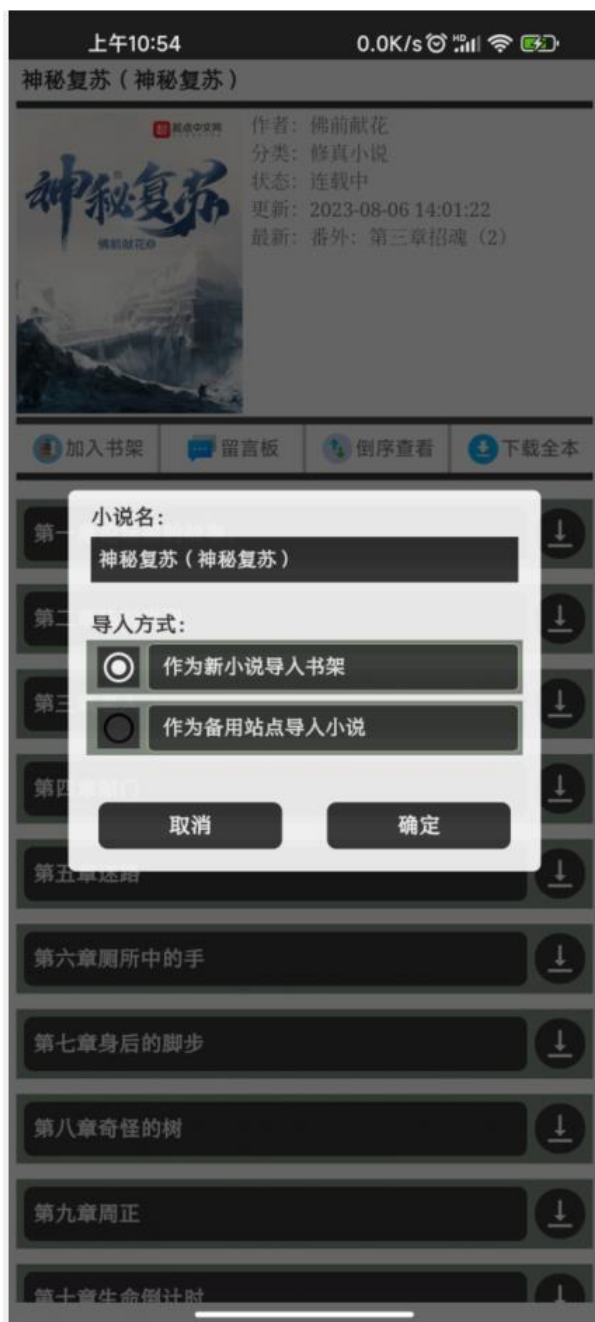 上午10:54 0.0K/s HD
神秘复苏（神秘复苏）
起点中文网
神秘复苏
佛前献花
作者：佛前献花
分类：修真小说
状态：连载中
更新：2023-08-06 14:01:22
最新：番外：第三章招魂（2）
加入书架 留言板 倒序查看 下载全本
小说名：
神秘复苏（神秘复苏）
导入方式：
作为新小说导入书架
作为备用站点导入小说
取消 确定
第一
第二
第三
第四章敲门
第五章迷路
第六章厕所中的手
第七章身后的脚步
第八章奇怪的树
第九章周正
第十章生命倒计时